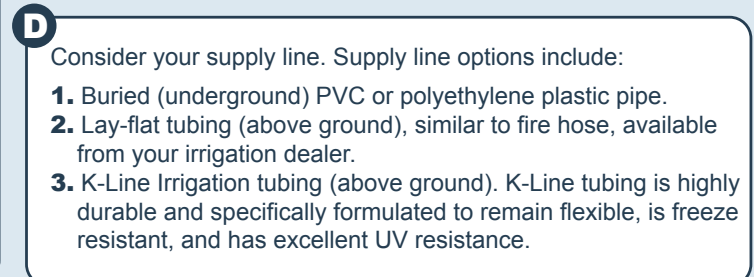 D
Consider your supply line. Supply line options include:
1. Buried (underground) PVC or polyethylene plastic pipe.
2. Lay-flat tubing (above ground), similar to fire hose, available
from your irrigation dealer.
3. K-Line Irrigation tubing (above ground). K-Line tubing is highly
durable and specifically formulated to remain flexible, is freeze
resistant, and has excellent UV resistance.